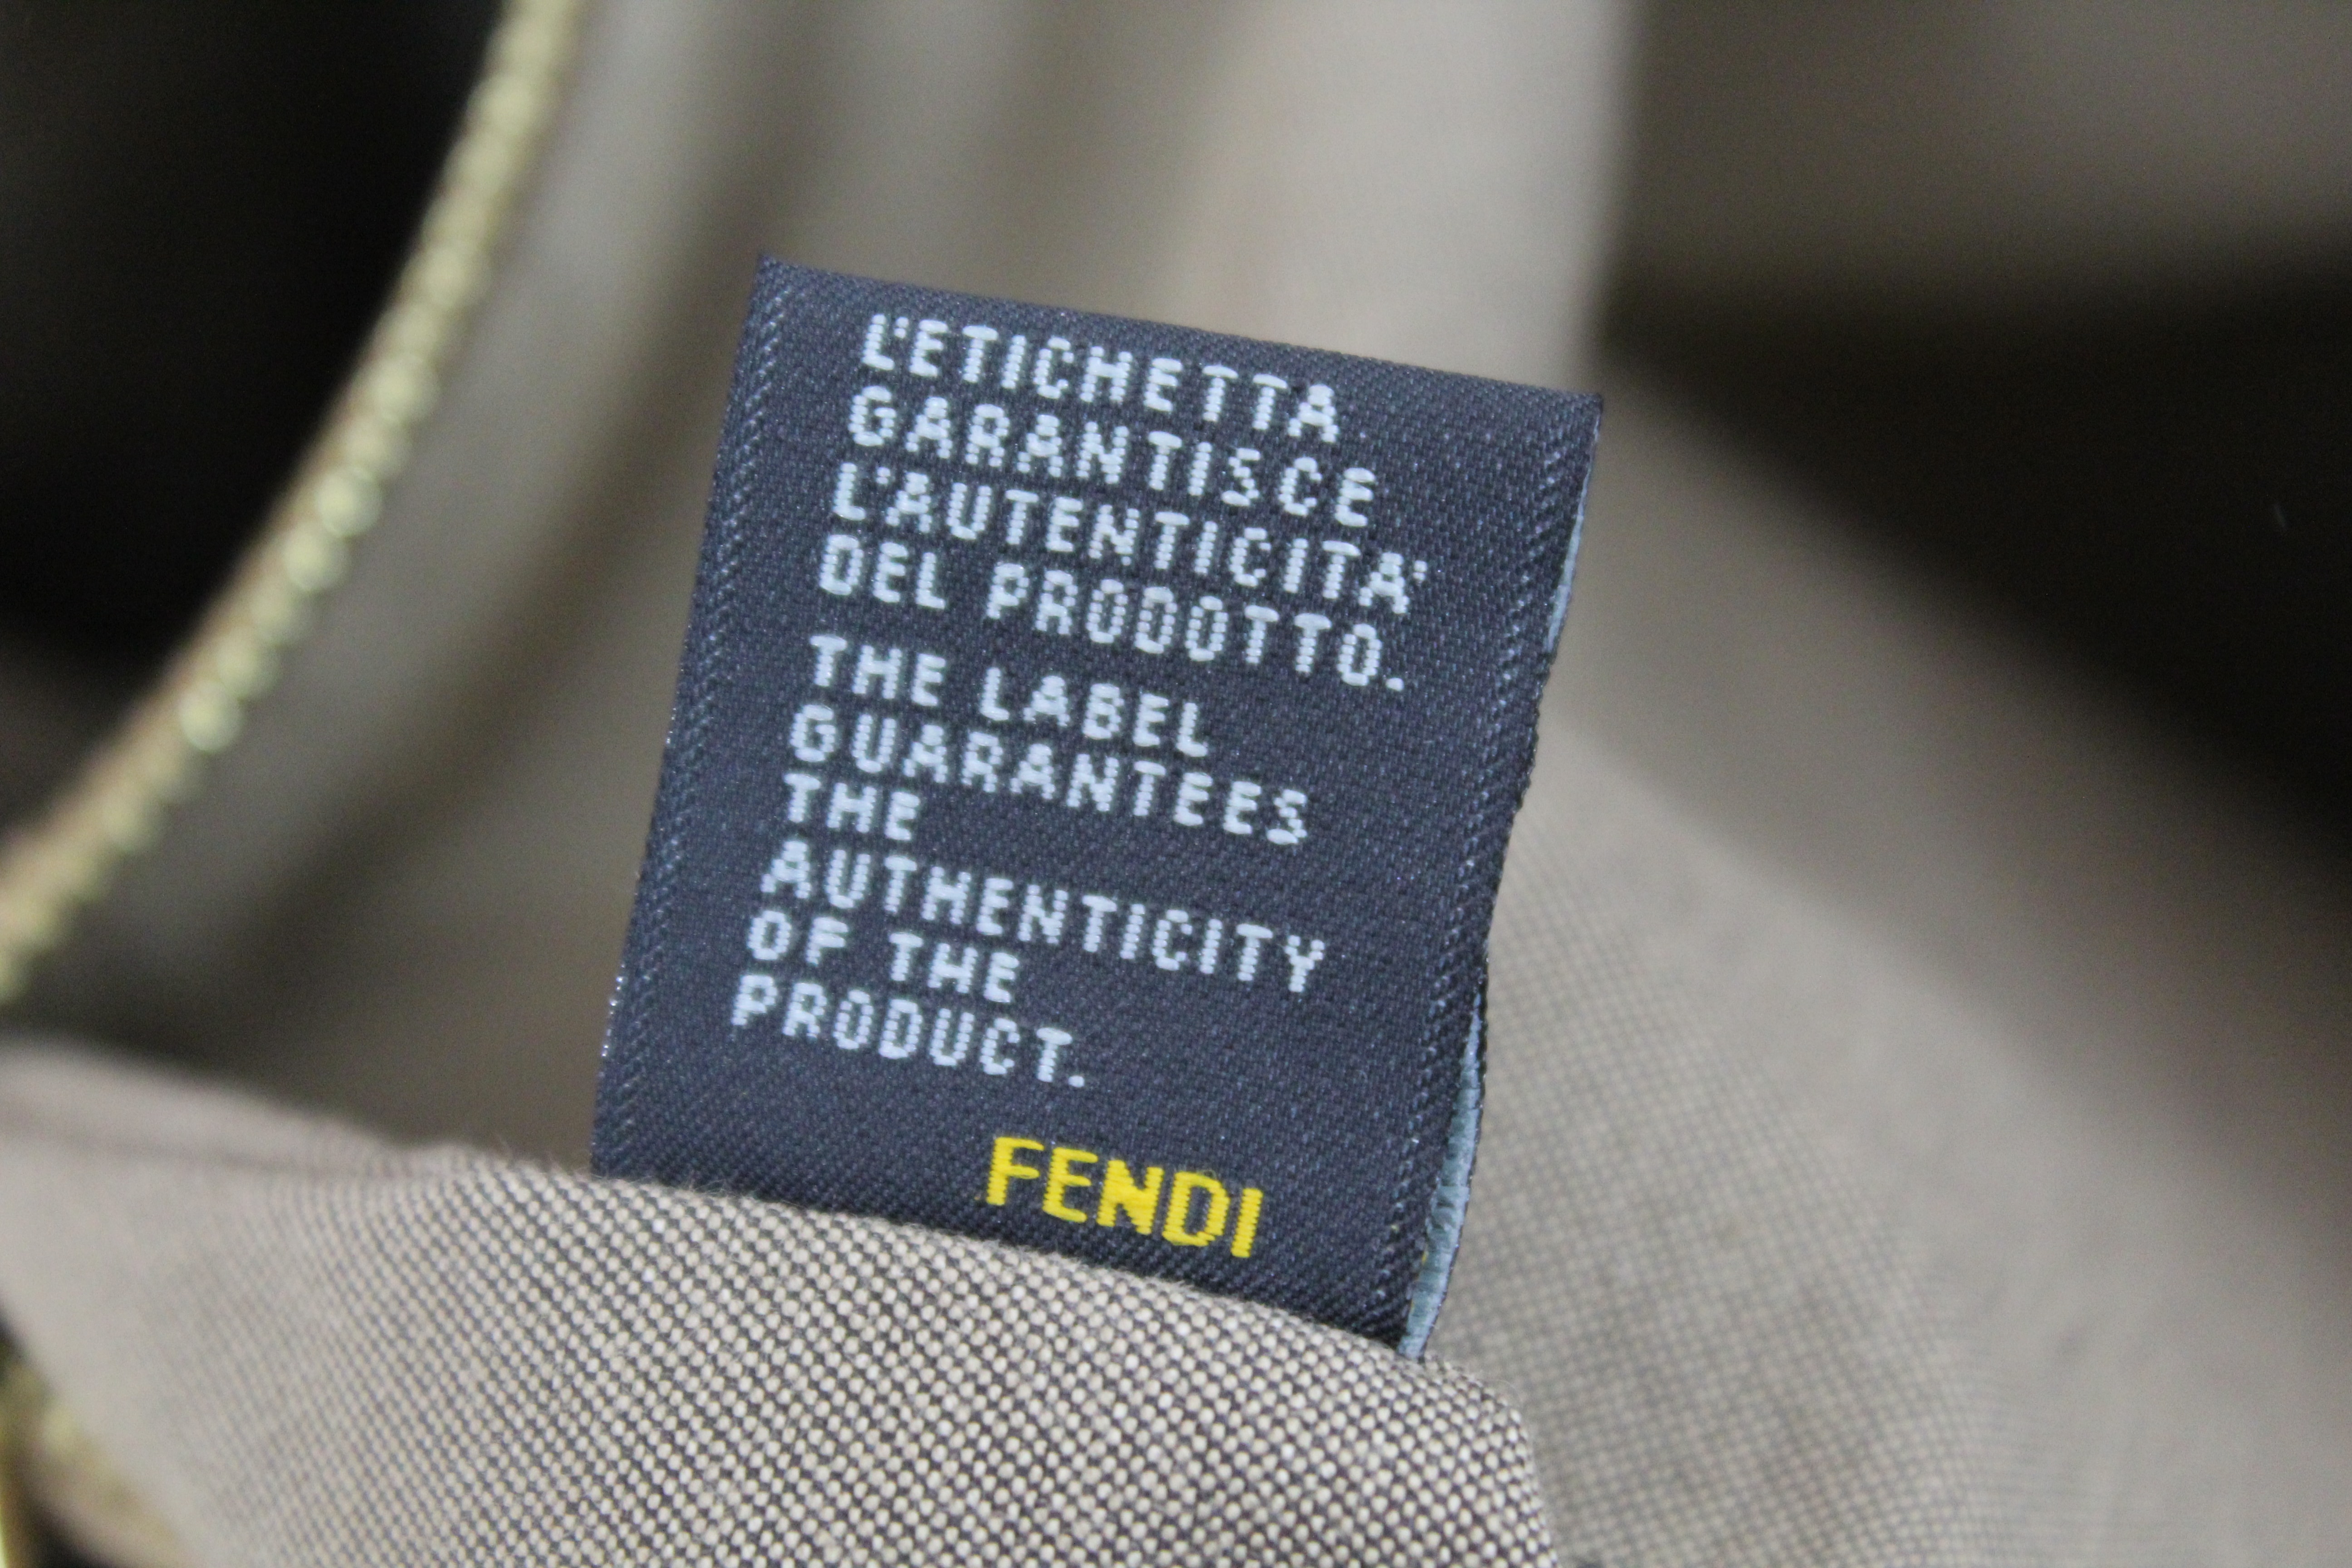 L'ETICHETTA
GARANTISCE
L'AUTENTICITA'
DEL PRODOTTO.
THE LABEL
GUARANTEES
THE
AUTHENTICITY
OF THE
PRODUCT.
FENDI